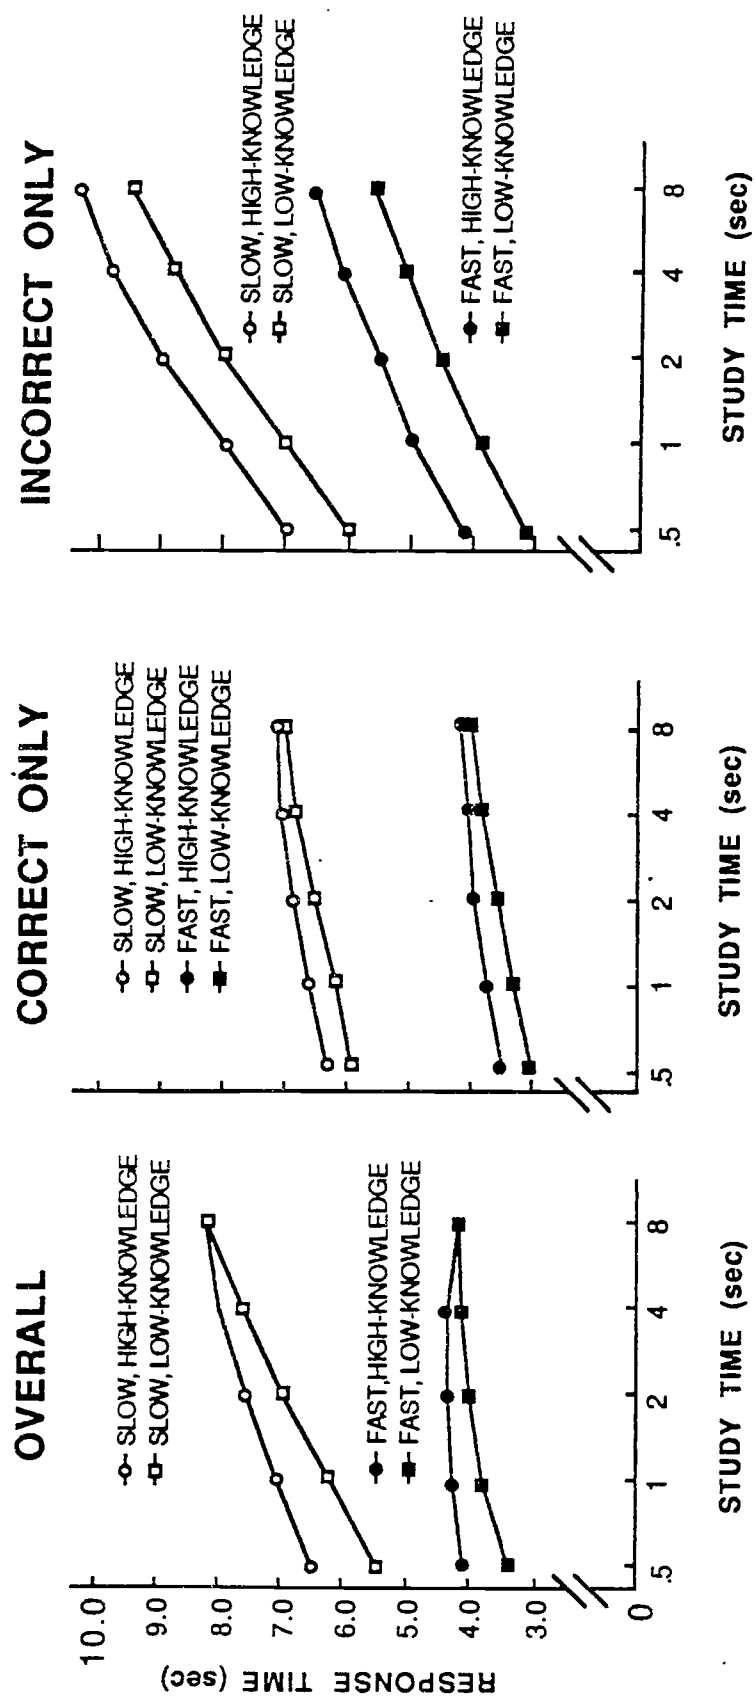 OVERALL
SLOW, HIGH-KNOWLEDGE
SLOW, LOW-KNOWLEDGE
FAST,HIGH-KNOWLEDGE
FAST, LOW-KNOWLEDGE
RESPONSE TIME (sec)
10.0
9.0
8.0
7.0
6.0
5.0
4.0
3.0
0
.5 1 2 4 8
STUDY TIME (sec)
CORRECT ONLY
SLOW, HIGH-KNOWLEDGE
SLOW, LOW-KNOWLEDGE
FAST, HIGH-KNOWLEDGE
FAST, LOW-KNOWLEDGE
.5 1 2 4 8
STUDY TIME (sec)
INCORRECT ONLY
SLOW, HIGH-KNOWLEDGE
SLOW, LOW-KNOWLEDGE
FAST, HIGH-KNOWLEDGE
FAST, LOW-KNOWLEDGE
.5 1 2 4 8
STUDY TIME (sec)